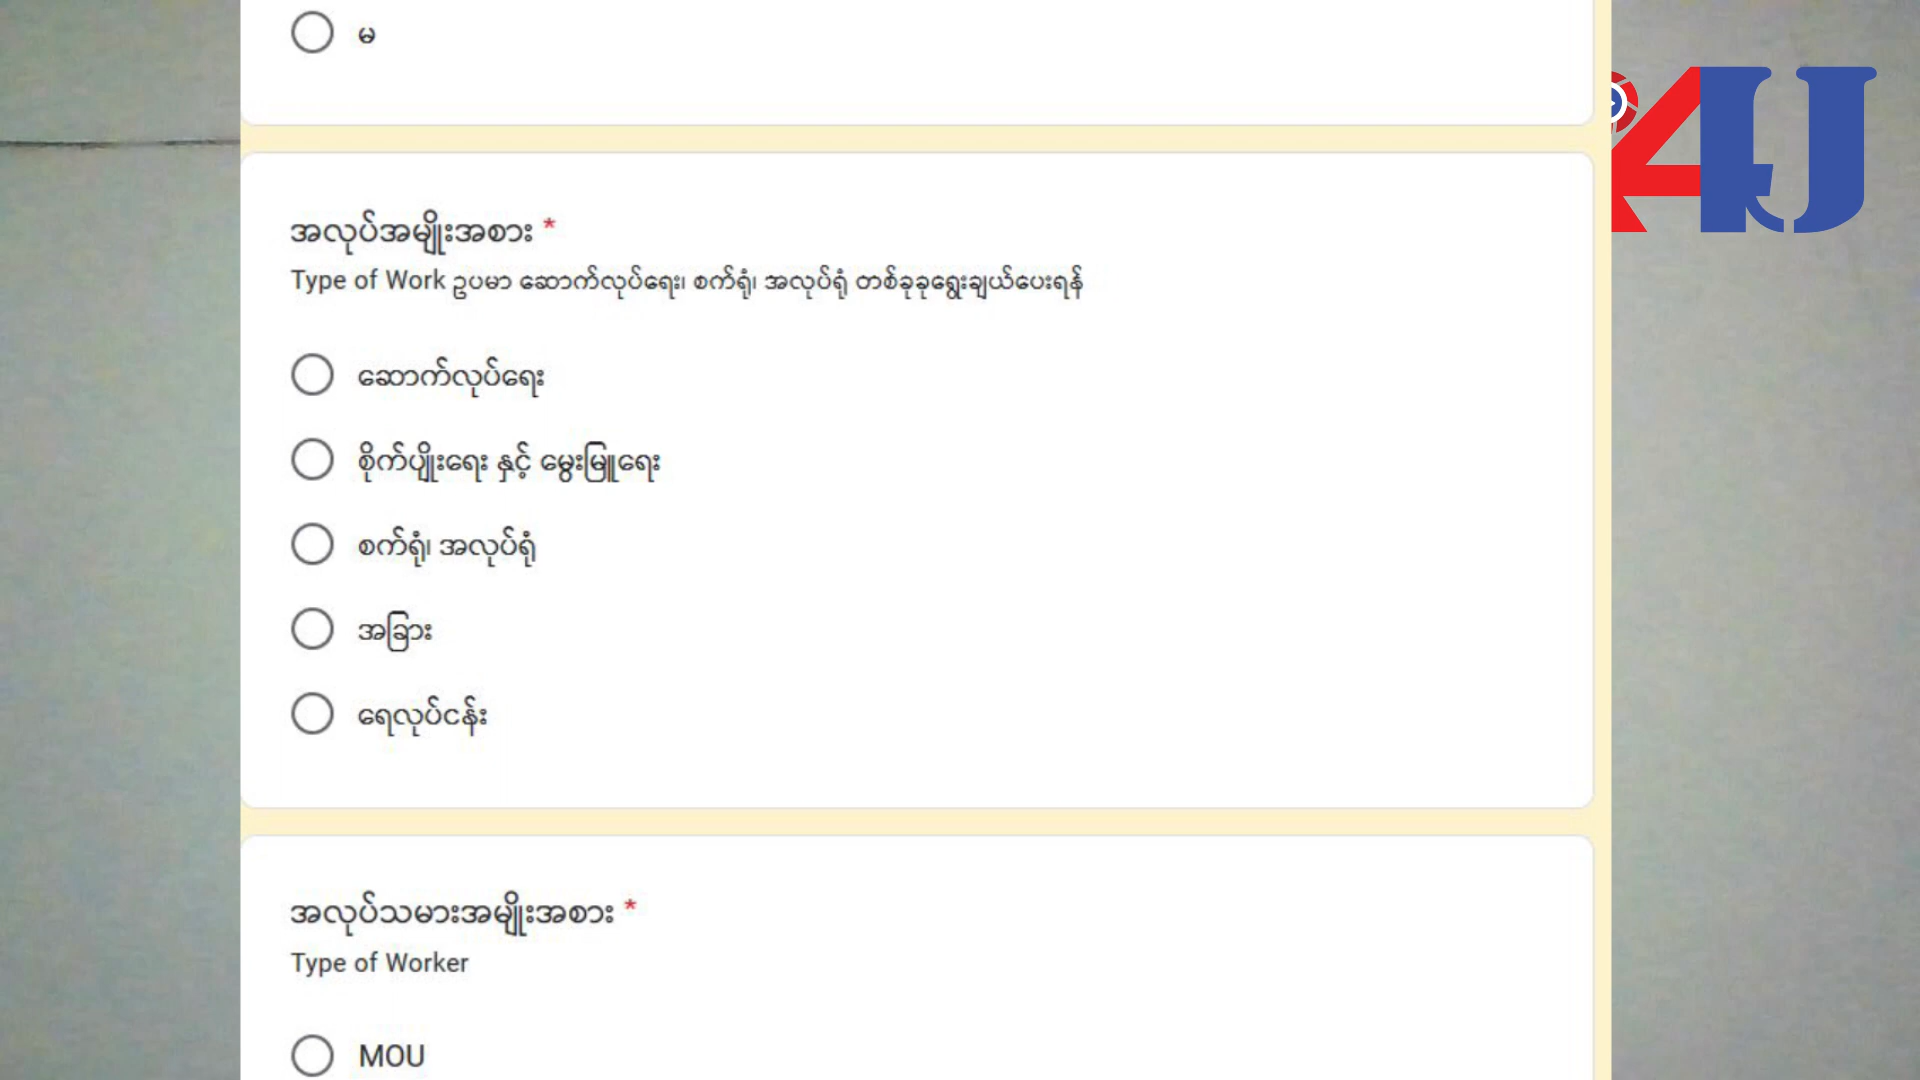 မ
အလုပ်အမျိုးအစား *
Type of Work ဥပမာ ဆောက်လုပ်ရေး၊ စက်ရုံ၊ အလုပ်ရုံ တစ်ခုခုရွေးချယ်ပေးရန်
ဆောက်လုပ်ရေး
စိုက်ပျိုးရေး နှင့် မွေးမြူရေး
စက်ရုံ၊ အလုပ်ရုံ
အခြား
ရေလုပ်ငန်း
အလုပ်သမားအမျိုးအစား *
Type of Worker
MOU